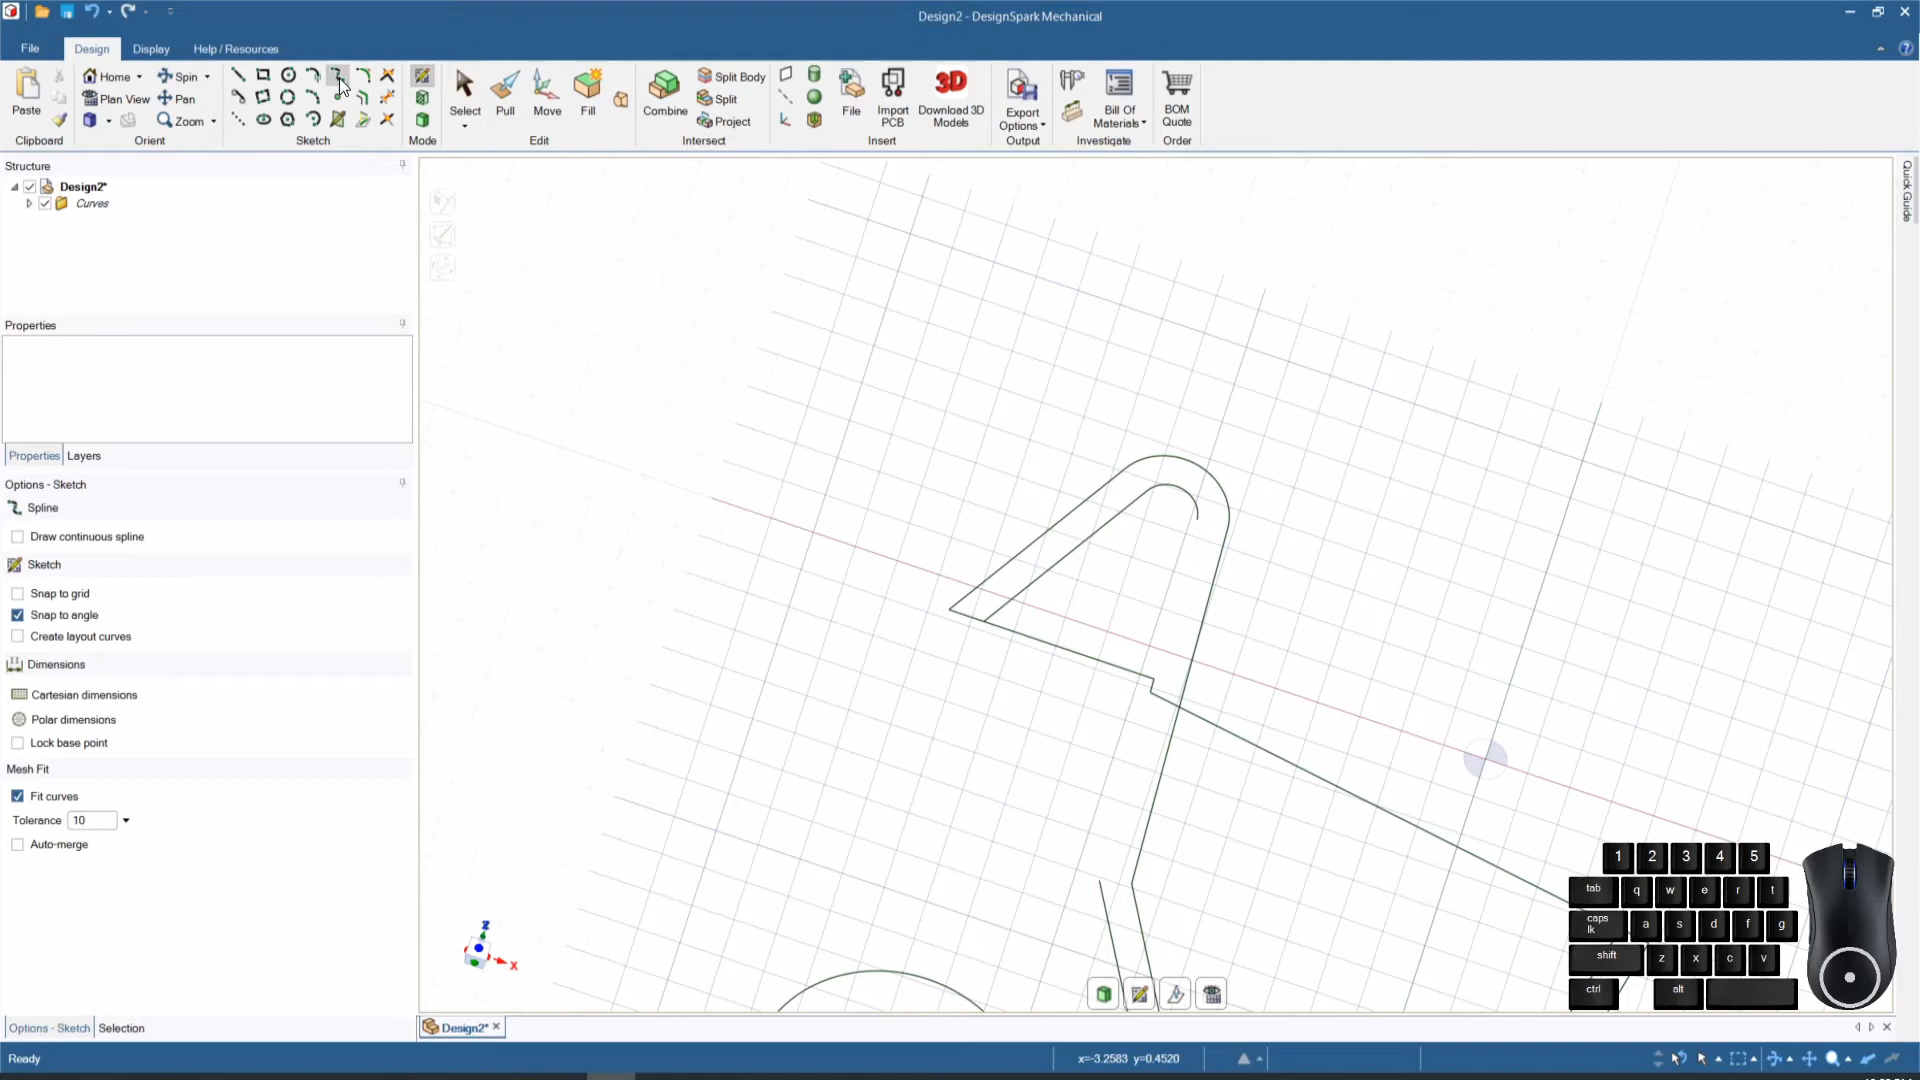 Design2 - DesignSpark Mechanical
File
Design
Display
Help / Resources
Paste
Home
Plan View
Spin
Pan
Zoom
Select
Pull
Move
Fill
Combine
Split Body
Split
Project
File
Import PCB
Download 3D Models
Export Options
Bill Of Materials
BOM Quote
Clipboard
Orient
Sketch
Mode
Edit
Intersect
Insert
Output
Investigate
Order
Quick Guide
Structure
Design2*
Curves
Properties
Properties
Layers
Options - Sketch
Spline
Draw continuous spline
Sketch
Snap to grid
Snap to angle
Create layout curves
Dimensions
Cartesian dimensions
Polar dimensions
Lock base point
Mesh Fit
Fit curves
Tolerance 10
Auto-merge
Z
X
1 2 3 4 5
tab q w e r t
caps lk a s d f g
shift z x c v
ctrl alt
Options - Sketch
Selection
Design2*
Ready
x=-3.2583 y=0.4520